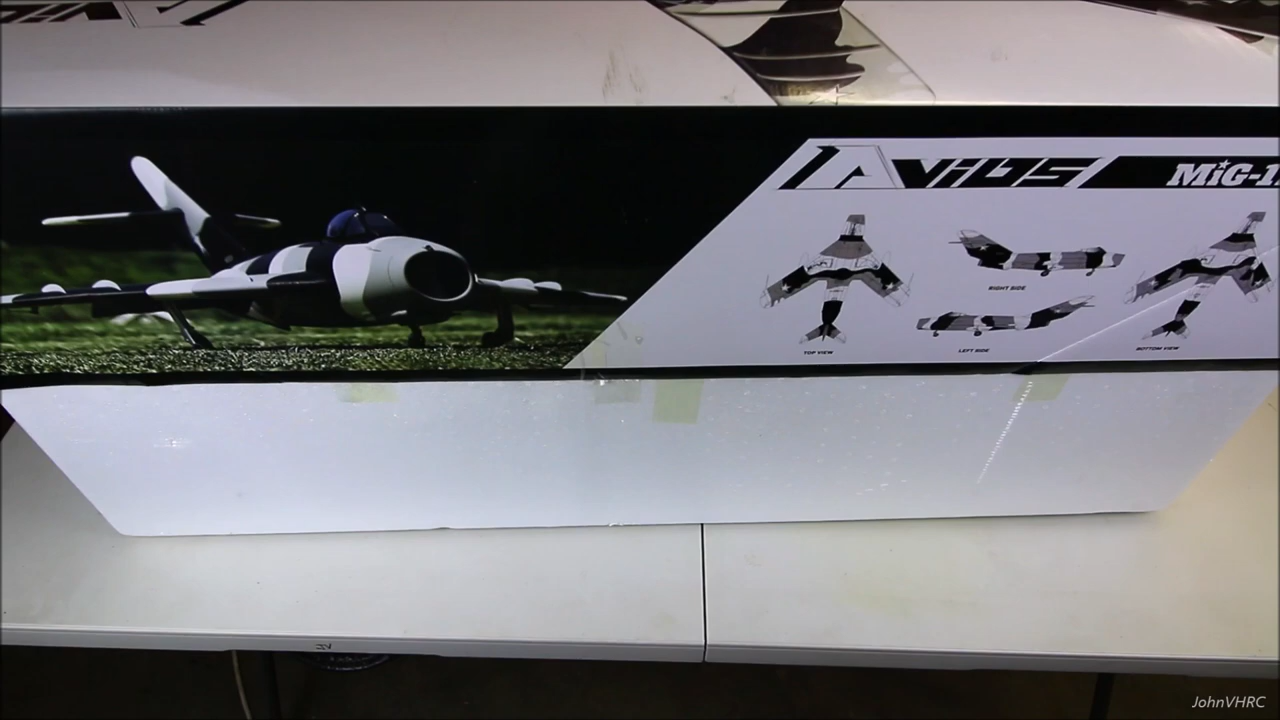 AViOS
MiG-1
RIGHT SIDE
LEFT SIDE
TOP VIEW
BOTTOM VIEW
JohnVHRC